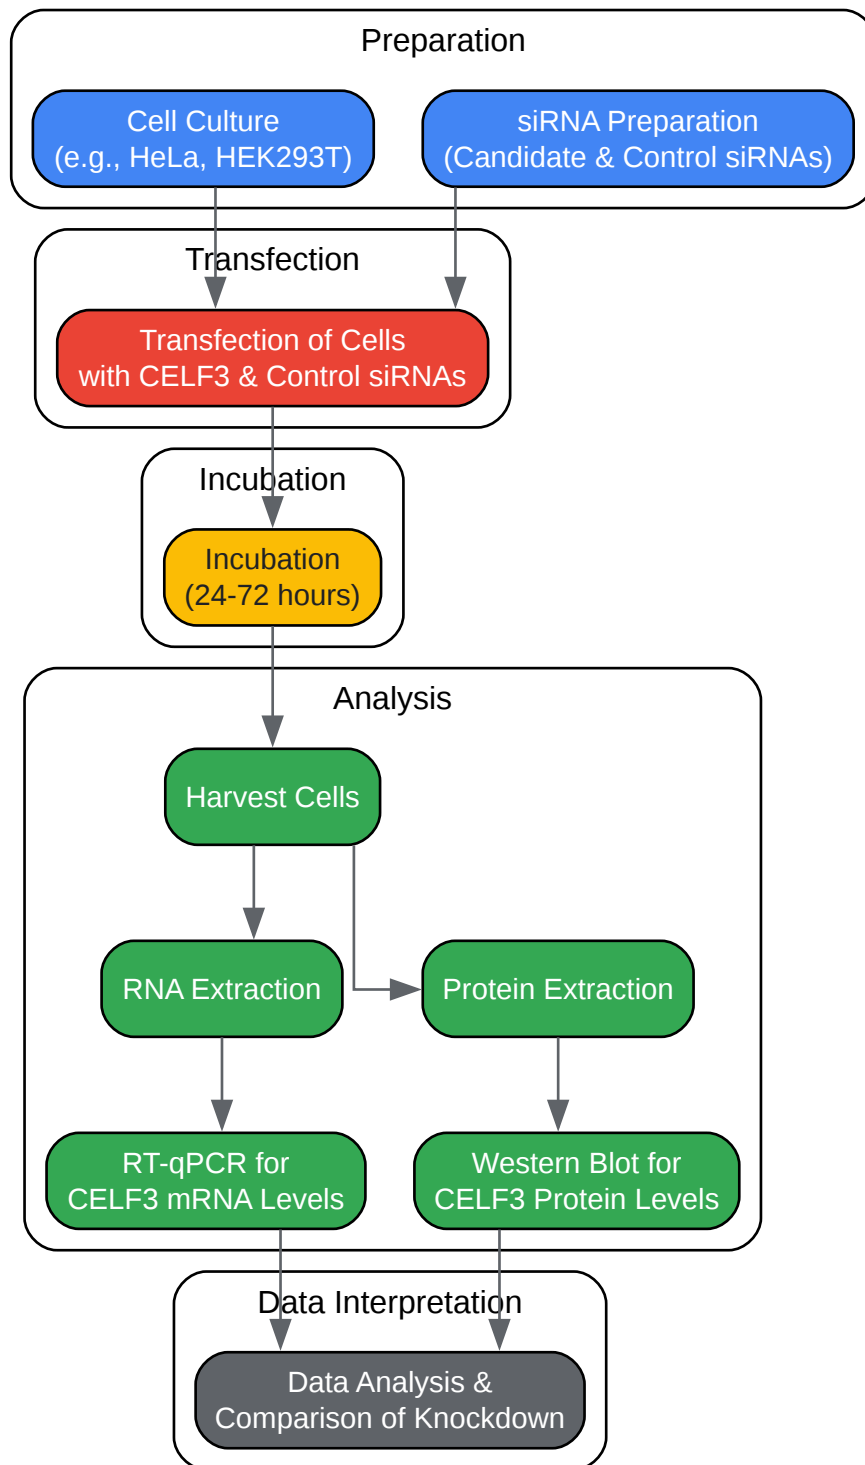 Preparation
Cell Culture
(e.g., HeLa, HEK293T)
siRNA Preparation
(Candidate & Control siRNAs)
Transfection
Transfection of Cells
with CELF3 & Control siRNAs
Incubation
Incubation
(24-72 hours)
Analysis
Harvest Cells
RNA Extraction
Protein Extraction
RT-qPCR for
CELF3 mRNA Levels
Western Blot for
CELF3 Protein Levels
Data Interpretation
Data Analysis &
Comparison of Knockdown